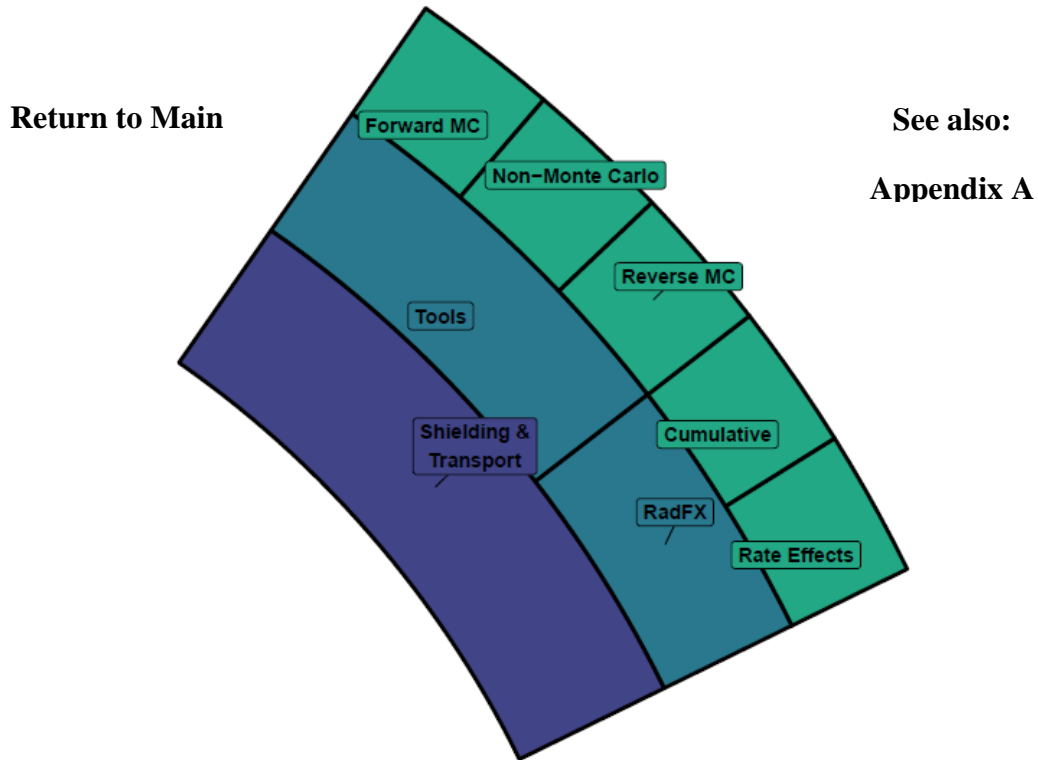 Return to Main
See also:
Appendix A
Forward MC
Non−Monte Carlo
Reverse MC
Tools
Shielding &
Transport
Cumulative
RadFX
Rate Effects